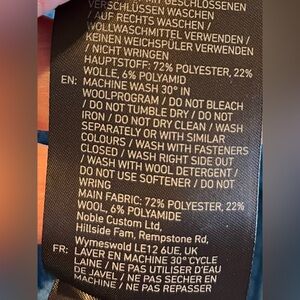 MIT GESCHLOSSENEN
VERSCHLÜSSEN WASCHEN
/ AUF RECHTS WASCHEN /
WOLLWASCHMITTEL VERWENDEN /
KEINEN WEICHSPÜLER VERWENDEN
/ NICHT WRINGEN
HAUPTSTOFF: 72% POLYESTER, 22%
WOLLE, 6% POLYAMID
EN: MACHINE WASH 30° IN
WOOLPROGRAM / DO NOT BLEACH
/ DO NOT TUMBLE DRY / DO NOT
IRON / DO NOT DRY CLEAN / WASH
SEPARATELY OR WITH SIMILAR
COLOURS / WASH WITH FASTENERS
CLOSED / WASH RIGHT SIDE OUT
/ WASH WITH WOOL DETERGENT /
DO NOT USE SOFTENER / DO NOT
WRING
MAIN FABRIC: 72% POLYESTER, 22%
WOOL, 6% POLYAMIDE
Noble Custom Ltd,
Hillside Fam, Rempstone Rd,
Wymeswold LE12 6UE, UK
FR: LAVER EN MACHINE 30° CYCLE
LAINE / NE PAS UTILISER D'EAU
DE JAVEL / NE PAS SECHER EN
MACHINE / NE PAS REPASSER